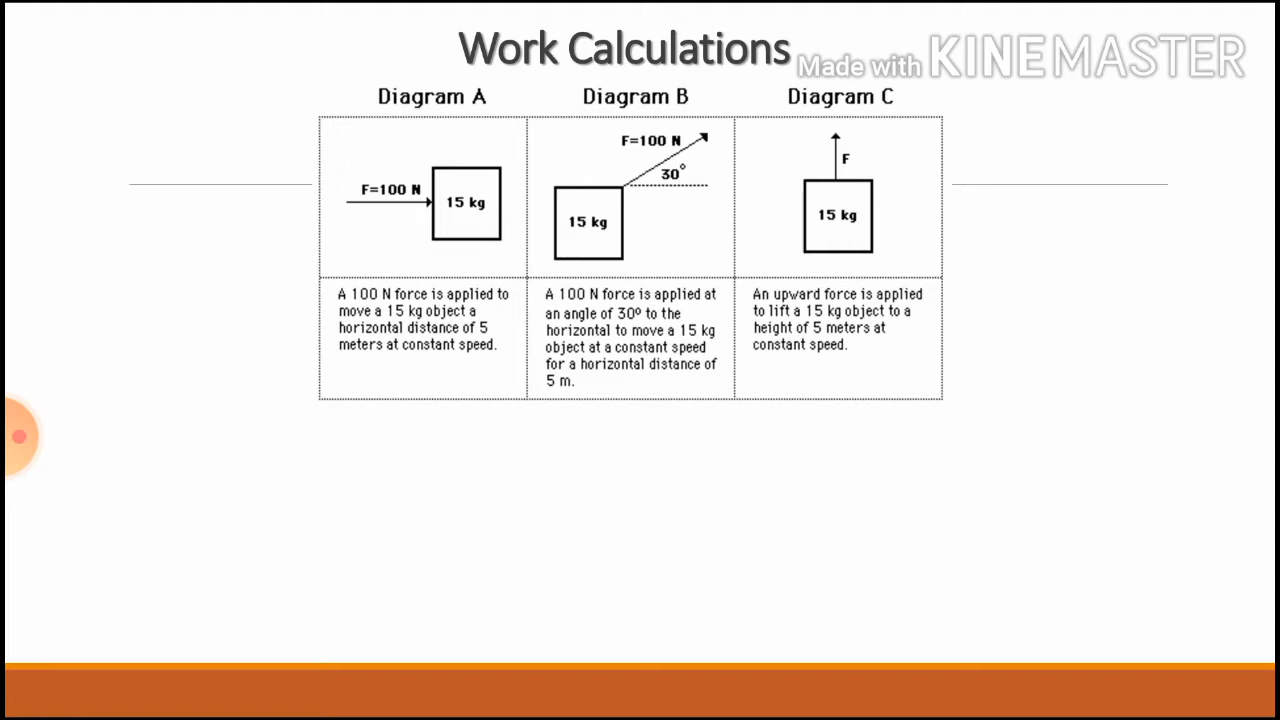 Work Calculations
Made with KINEMASTER
Diagram A
Diagram B
Diagram C
F=100 N
15 kg
F=100 N
30°
15 kg
F
15 kg
A 100 N force is applied to
move a 15 kg object a
horizontal distance of 5
meters at constant speed.
A 100 N force is applied at
an angle of 30º to the
horizontal to move a 15 kg
object at a constant speed
for a horizontal distance of
5 m.
An upward force is applied
to lift a 15 kg object to a
height of 5 meters at
constant speed.